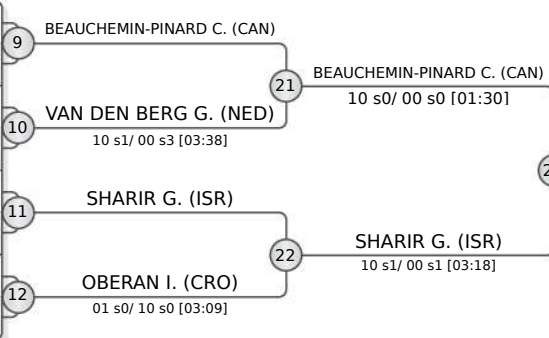 BEAUCHEMIN-PINARD C. (CAN)
9
21
BEAUCHEMIN-PINARD C. (CAN)
10 s0/ 00 s0 [01:30]
10
VAN DEN BERG G. (NED)
10 s1/ 00 s3 [03:38]
2
11
SHARIR G. (ISR)
22
SHARIR G. (ISR)
10 s1/ 00 s1 [03:18]
12
OBERAN I. (CRO)
01 s0/ 10 s0 [03:09]